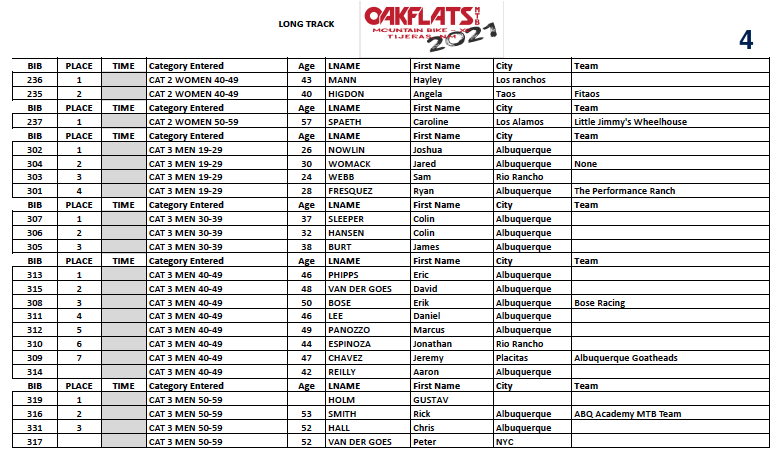 LONG TRACK
OAKFLATS MTB
MOUNTAIN BIKE - X
TIJERAS, NM
2021
4
BIB PLACE TIME Category Entered Age LNAME First Name City Team
236 1 CAT 2 WOMEN 40-49 43 MANN Hayley Los ranchos
235 2 CAT 2 WOMEN 40-49 40 HIGDON Angela Taos Fitaos
BIB PLACE TIME Category Entered Age LNAME First Name City Team
237 1 CAT 2 WOMEN 50-59 57 SPAETH Caroline Los Alamos Little Jimmy's Wheelhouse
BIB PLACE TIME Category Entered Age LNAME First Name City Team
302 1 CAT 3 MEN 19-29 26 NOWLIN Joshua Albuquerque
304 2 CAT 3 MEN 19-29 30 WOMACK Jared Albuquerque None
303 3 CAT 3 MEN 19-29 24 WEBB Sam Rio Rancho
301 4 CAT 3 MEN 19-29 28 FRESQUEZ Ryan Albuquerque The Performance Ranch
BIB PLACE TIME Category Entered Age LNAME First Name City Team
307 1 CAT 3 MEN 30-39 37 SLEEPER Colin Albuquerque
306 2 CAT 3 MEN 30-39 32 HANSEN Colin Albuquerque
305 3 CAT 3 MEN 30-39 38 BURT James Albuquerque
BIB PLACE TIME Category Entered Age LNAME First Name City Team
313 1 CAT 3 MEN 40-49 46 PHIPPS Eric Albuquerque
315 2 CAT 3 MEN 40-49 48 VAN DER GOES David Albuquerque
308 3 CAT 3 MEN 40-49 50 BOSE Erik Albuquerque Bose Racing
311 4 CAT 3 MEN 40-49 46 LEE Daniel Albuquerque
312 5 CAT 3 MEN 40-49 49 PANOZZO Marcus Albuquerque
310 6 CAT 3 MEN 40-49 44 ESPINOZA Jonathan Rio Rancho
309 7 CAT 3 MEN 40-49 47 CHAVEZ Jeremy Placitas Albuquerque Goatheads
314 CAT 3 MEN 40-49 42 REILLY Aaron Albuquerque
BIB PLACE TIME Category Entered Age LNAME First Name City Team
319 1 CAT 3 MEN 50-59 HOLM GUSTAV
316 2 CAT 3 MEN 50-59 53 SMITH Rick Albuquerque ABQ Academy MTB Team
331 3 CAT 3 MEN 50-59 52 HALL Chris Albuquerque
317 CAT 3 MEN 50-59 52 VAN DER GOES Peter NYC